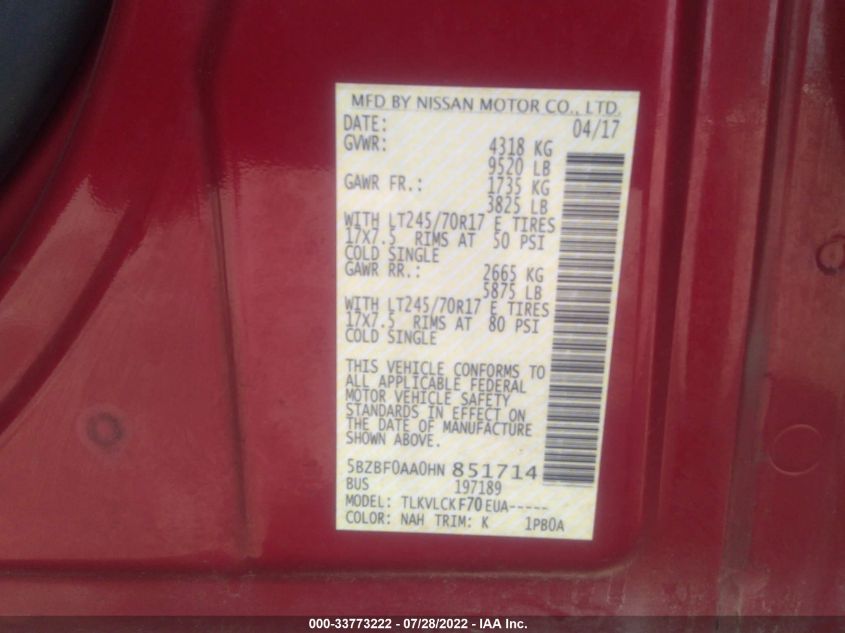 MFD BY NISSAN MOTOR CO., LTD.
DATE: 04/17
GVWR: 4318 KG
9520 LB
GAWR FR.: 1735 KG
3825 LB
WITH LT245/70R17 E TIRES
17X7.5 RIMS AT 50 PSI
COLD SINGLE
GAWR RR.: 2665 KG
5875 LB
WITH LT245/70R17 E TIRES
17X7.5 RIMS AT 80 PSI
COLD SINGLE
THIS VEHICLE CONFORMS TO
ALL APPLICABLE FEDERAL
MOTOR VEHICLE SAFETY
STANDARDS IN EFFECT ON
THE DATE OF MANUFACTURE
SHOWN ABOVE.
5BZBF0AA0HN 851714
BUS 197189
MODEL: TLKVLCKF70EUA-----
COLOR: NAH TRIM: K 1PB0A
000-33773222 - 07/28/2022 - IAA Inc.